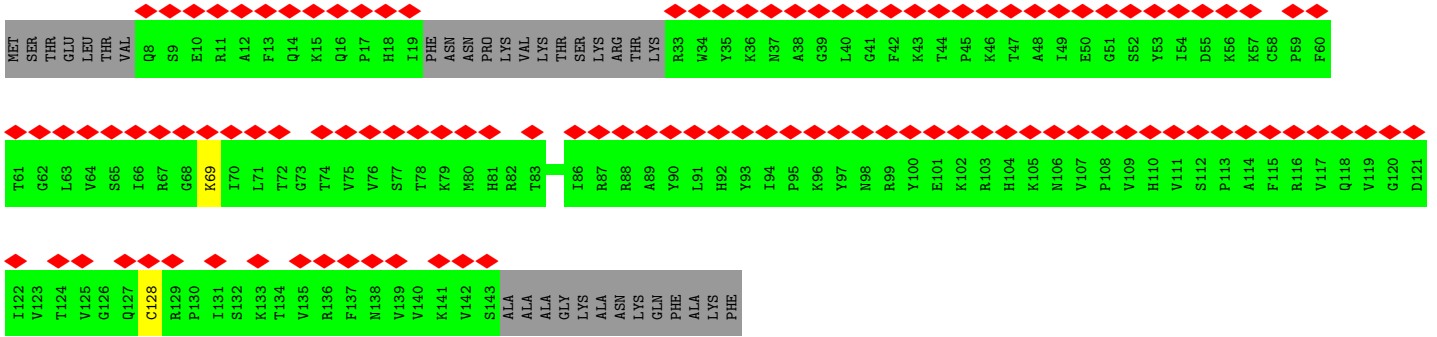 MET SER THR GLU LEU THR VAL Q8 S9 E10 R11 A12 F13 Q14 K15 Q16 P17 H18 I19 PHE ASN ASN PRO LYS VAL LYS THR SER LYS ARG THR LYS R33 W34 Y35 K36 N37 A38 G39 L40 G41 F42 K43 T44 P45 K46 T47 A48 I49 E50 G51 S52 Y53 I54 D55 K56 K57 C58 P59 F60
T61 G62 L63 V64 S65 I66 R67 G68 K69 I70 L71 T72 G73 T74 V75 V76 S77 T78 K79 M80 H81 R82 T83 I86 R87 R88 A89 Y90 L91 H92 Y93 I94 P95 K96 Y97 N98 R99 Y100 E101 K102 R103 H104 K105 N106 V107 P108 V109 H110 V111 S112 P113 A114 F115 R116 V117 Q118 V119 G120 D121
I122 V123 T124 V125 G126 Q127 C128 R129 P130 I131 S132 K133 T134 V135 R136 F137 N138 V139 V140 K141 V142 S143 ALA ALA ALA GLY LYS ALA ASN LYS GLN PHE ALA LYS PHE